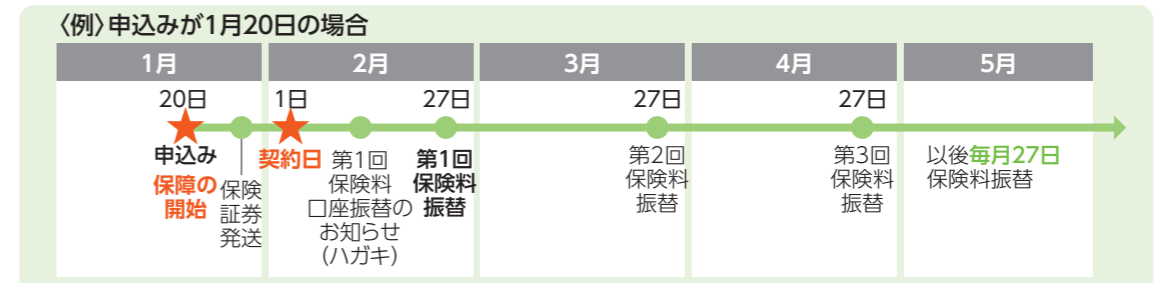 〈例〉申込みが1月20日の場合
1月
2月
3月
4月
5月
20日
1日
27日
27日
27日
申込み
保障の
開始
保険
証券
発送
契約日
第1回
保険料
口座振替の
お知らせ
（ハガキ）
第1回
保険料
振替
第2回
保険料
振替
第3回
保険料
振替
以後毎月27日
保険料振替